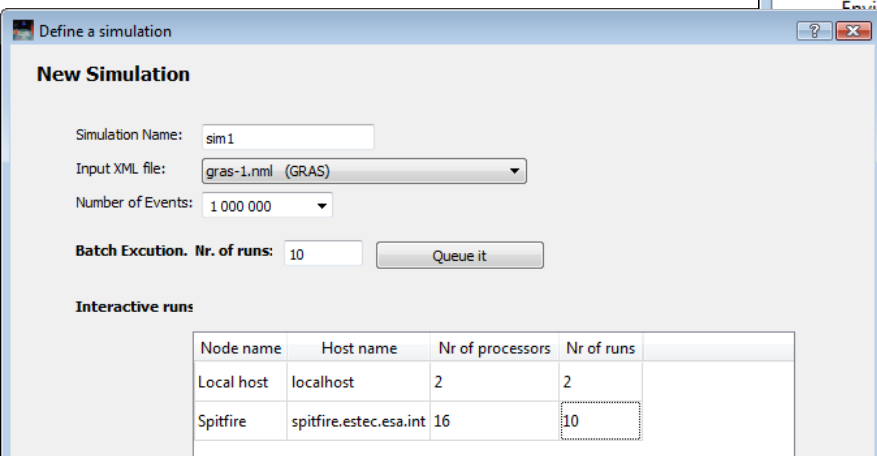 Envi
Define a simulation
New Simulation
Simulation Name: sim1
Input XML file: gras-1.nml (GRAS)
Number of Events: 1 000 000
Batch Excution. Nr. of runs: 10 Queue it
Interactive runs
Node name Host name Nr of processors Nr of runs
Local host localhost 2 2
Spitfire spitfire.estec.esa.int 16 10